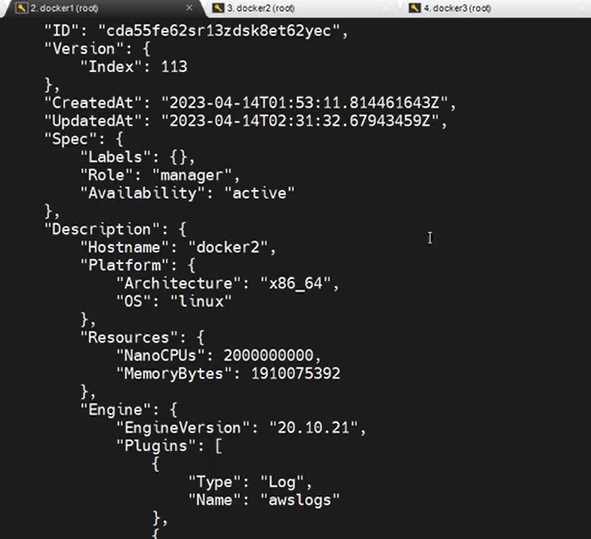 2. docker1 (root)
3. docker2 (root)
4. docker3 (root)
"ID": "cda55fe62sr13zdsk8et62yec",
"Version": {
"Index": 113
},
"CreatedAt": "2023-04-14T01:53:11.814461643Z",
"UpdatedAt": "2023-04-14T02:31:32.67943459Z",
"Spec": {
"Labels": {},
"Role": "manager",
"Availability": "active"
},
"Description": {
"Hostname": "docker2",
"Platform": {
"Architecture": "x86_64",
"OS": "linux"
},
"Resources": {
"NanoCPUs": 2000000000,
"MemoryBytes": 1910075392
},
"Engine": {
"EngineVersion": "20.10.21",
"Plugins": [
{
"Type": "Log",
"Name": "awslogs"
},
{